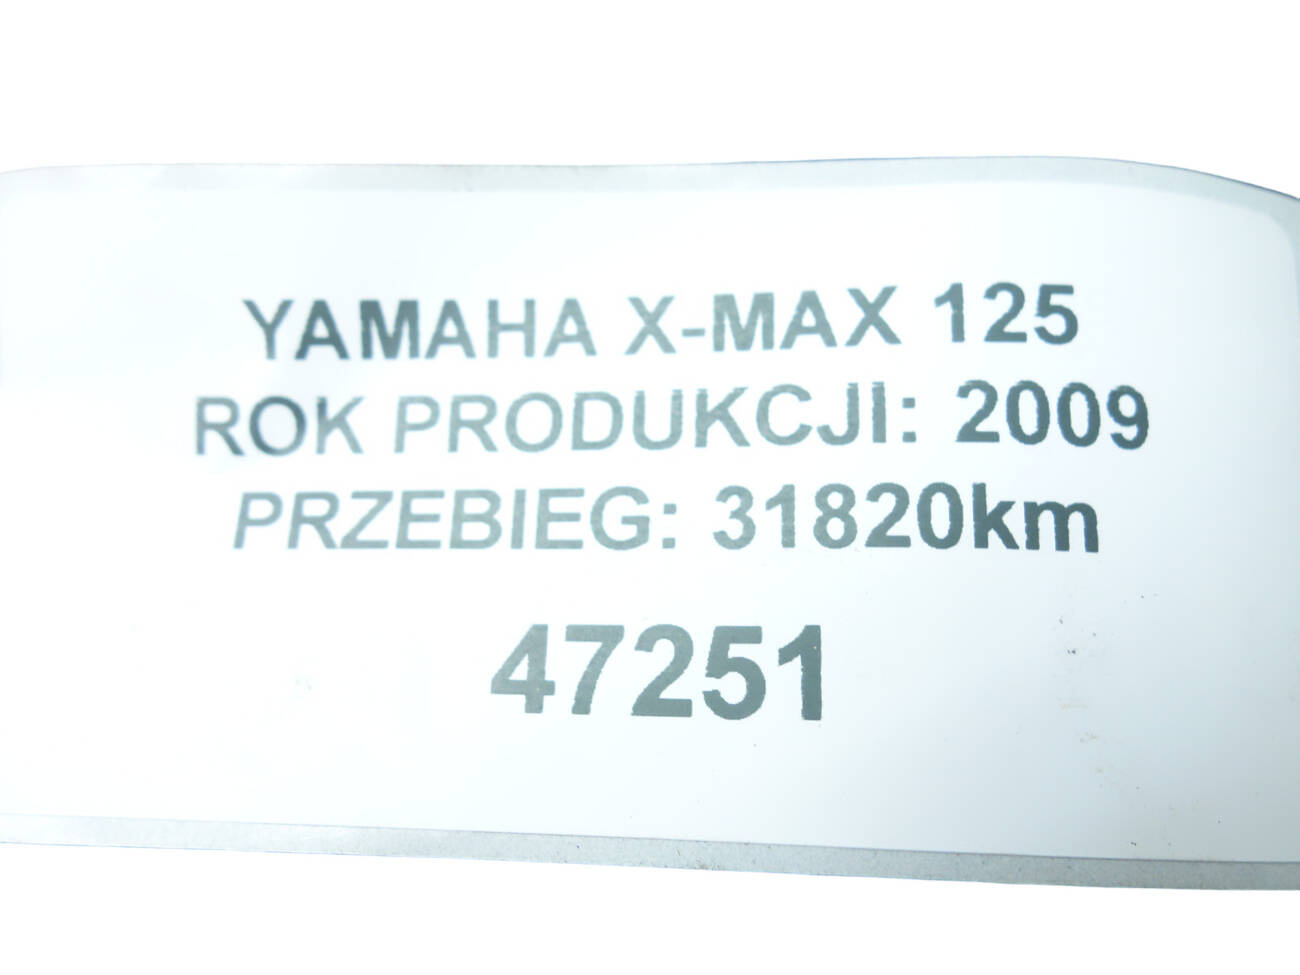 YAMAHA X-MAX 125
ROK PRODUKCJI: 2009
PRZEBIEG: 31820km
47251